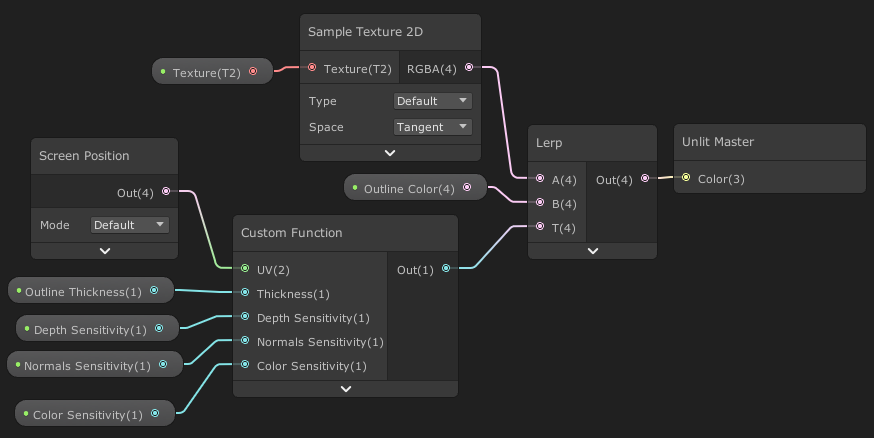 Sample Texture 2D
Texture(T2)
Texture(T2)
RGBA(4)
Type
Default
Space
Tangent
Screen Position
Out(4)
Mode
Default
Outline Color(4)
Lerp
A(4)
Out(4)
B(4)
T(4)
Unlit Master
Color(3)
Custom Function
UV(2)
Out(1)
Thickness(1)
Depth Sensitivity(1)
Normals Sensitivity(1)
Color Sensitivity(1)
Outline Thickness(1)
Depth Sensitivity(1)
Normals Sensitivity(1)
Color Sensitivity(1)